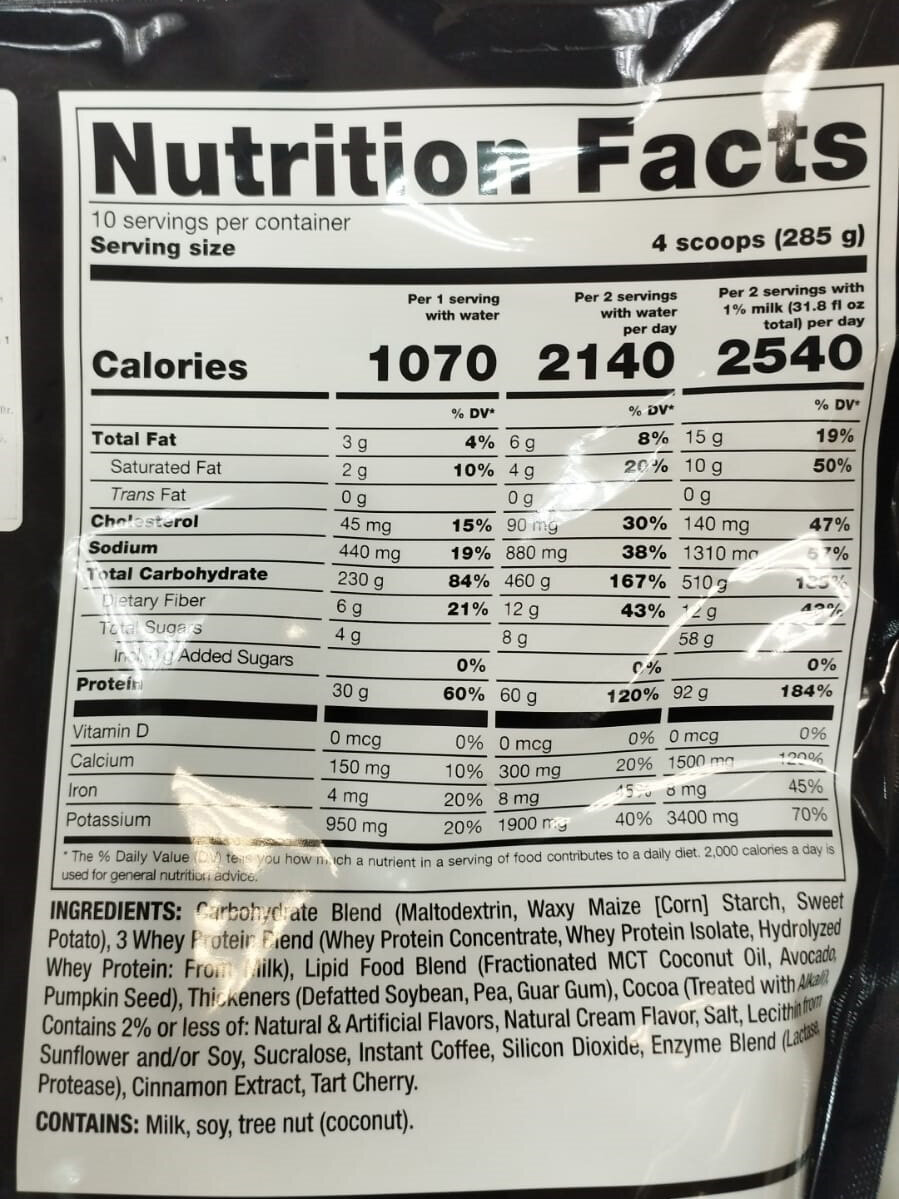 Nutrition Facts
10 servings per container
Serving size 4 scoops (285 g)
Per 1 serving with water Per 2 servings with water per day Per 2 servings with 1% milk (31.8 fl oz total) per day
Calories 1070 2140 2540
% DV* % DV* % DV*
Total Fat 3 g 4% 6 g 8% 15 g 19%
Saturated Fat 2 g 10% 4 g 20% 10 g 50%
Trans Fat 0 g 0 g 0 g
Cholesterol 45 mg 15% 90 mg 30% 140 mg 47%
Sodium 440 mg 19% 880 mg 38% 1310 mg 57%
Total Carbohydrate 230 g 84% 460 g 167% 510 g
Dietary Fiber 6 g 21% 12 g 43% 12 g 43%
Total Sugars 4 g 8 g 58 g
Incl. 0 g Added Sugars 0% 0% 0%
Protein 30 g 60% 60 g 120% 92 g 184%
Vitamin D 0 mcg 0% 0 mcg 0% 0 mcg 0%
Calcium 150 mg 10% 300 mg 20% 1500 mg 120%
Iron 4 mg 20% 8 mg 45% 8 mg 45%
Potassium 950 mg 20% 1900 mg 40% 3400 mg 70%
* The % Daily Value (DV) tells you how much a nutrient in a serving of food contributes to a daily diet. 2,000 calories a day is
used for general nutrition advice.
INGREDIENTS: Carbohydrate Blend (Maltodextrin, Waxy Maize [Corn] Starch, Sweet
Potato), 3 Whey Protein Blend (Whey Protein Concentrate, Whey Protein Isolate, Hydrolyzed
Whey Protein: From Milk), Lipid Food Blend (Fractionated MCT Coconut Oil, Avocado,
Pumpkin Seed), Thickeners (Defatted Soybean, Pea, Guar Gum), Cocoa (Treated with Alkali).
Contains 2% or less of: Natural & Artificial Flavors, Natural Cream Flavor, Salt, Lecithin from
Sunflower and/or Soy, Sucralose, Instant Coffee, Silicon Dioxide, Enzyme Blend (Lactase,
Protease), Cinnamon Extract, Tart Cherry.
CONTAINS: Milk, soy, tree nut (coconut).